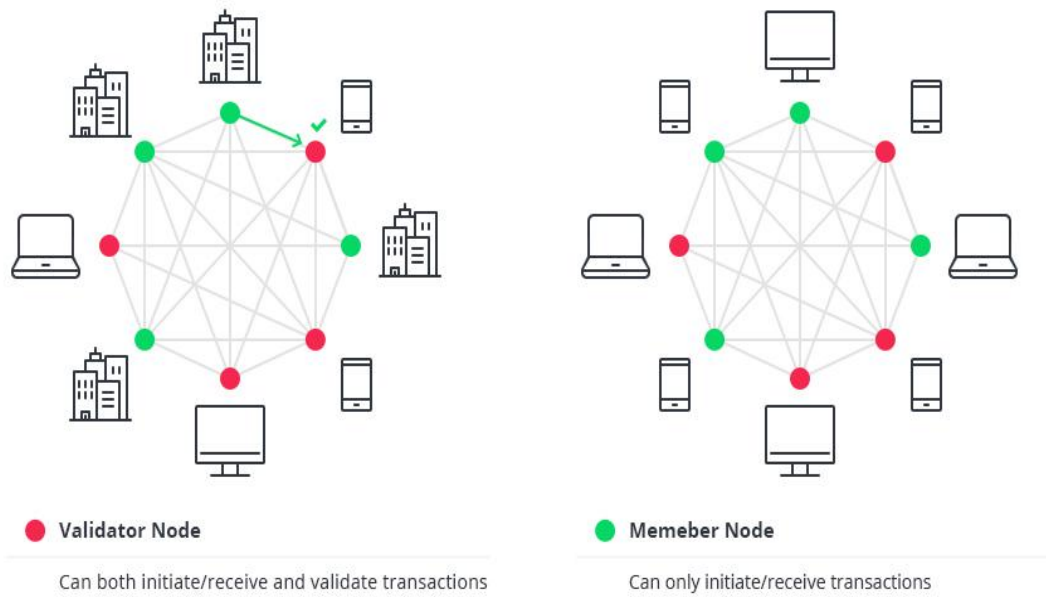 Validator Node
Memeber Node
Can both initiate/receive and validate transactions
Can only initiate/receive transactions